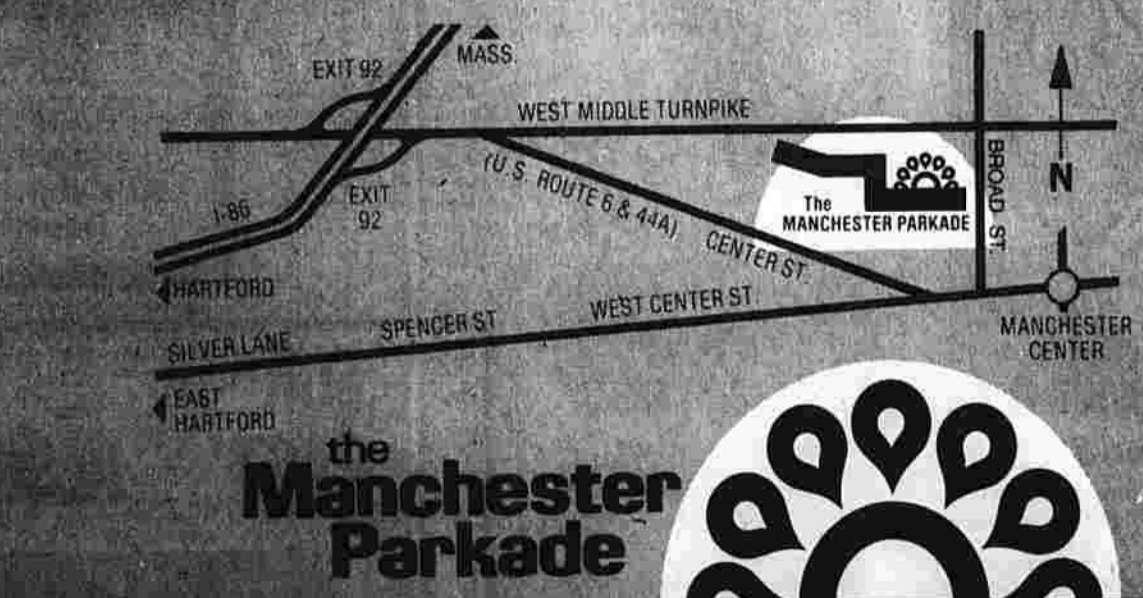 MASS.
EXIT 92
WEST MIDDLE TURNPIKE
N
BROAD ST.
The
MANCHESTER PARKADE
(U.S. ROUTE 6 & 44A)
CENTER ST.
EXIT
92
I-86
HARTFORD
WEST CENTER ST.
SPENCER ST
SILVER LANE
MANCHESTER
CENTER
EAST
HARTFORD
the
Manchester
Parkade